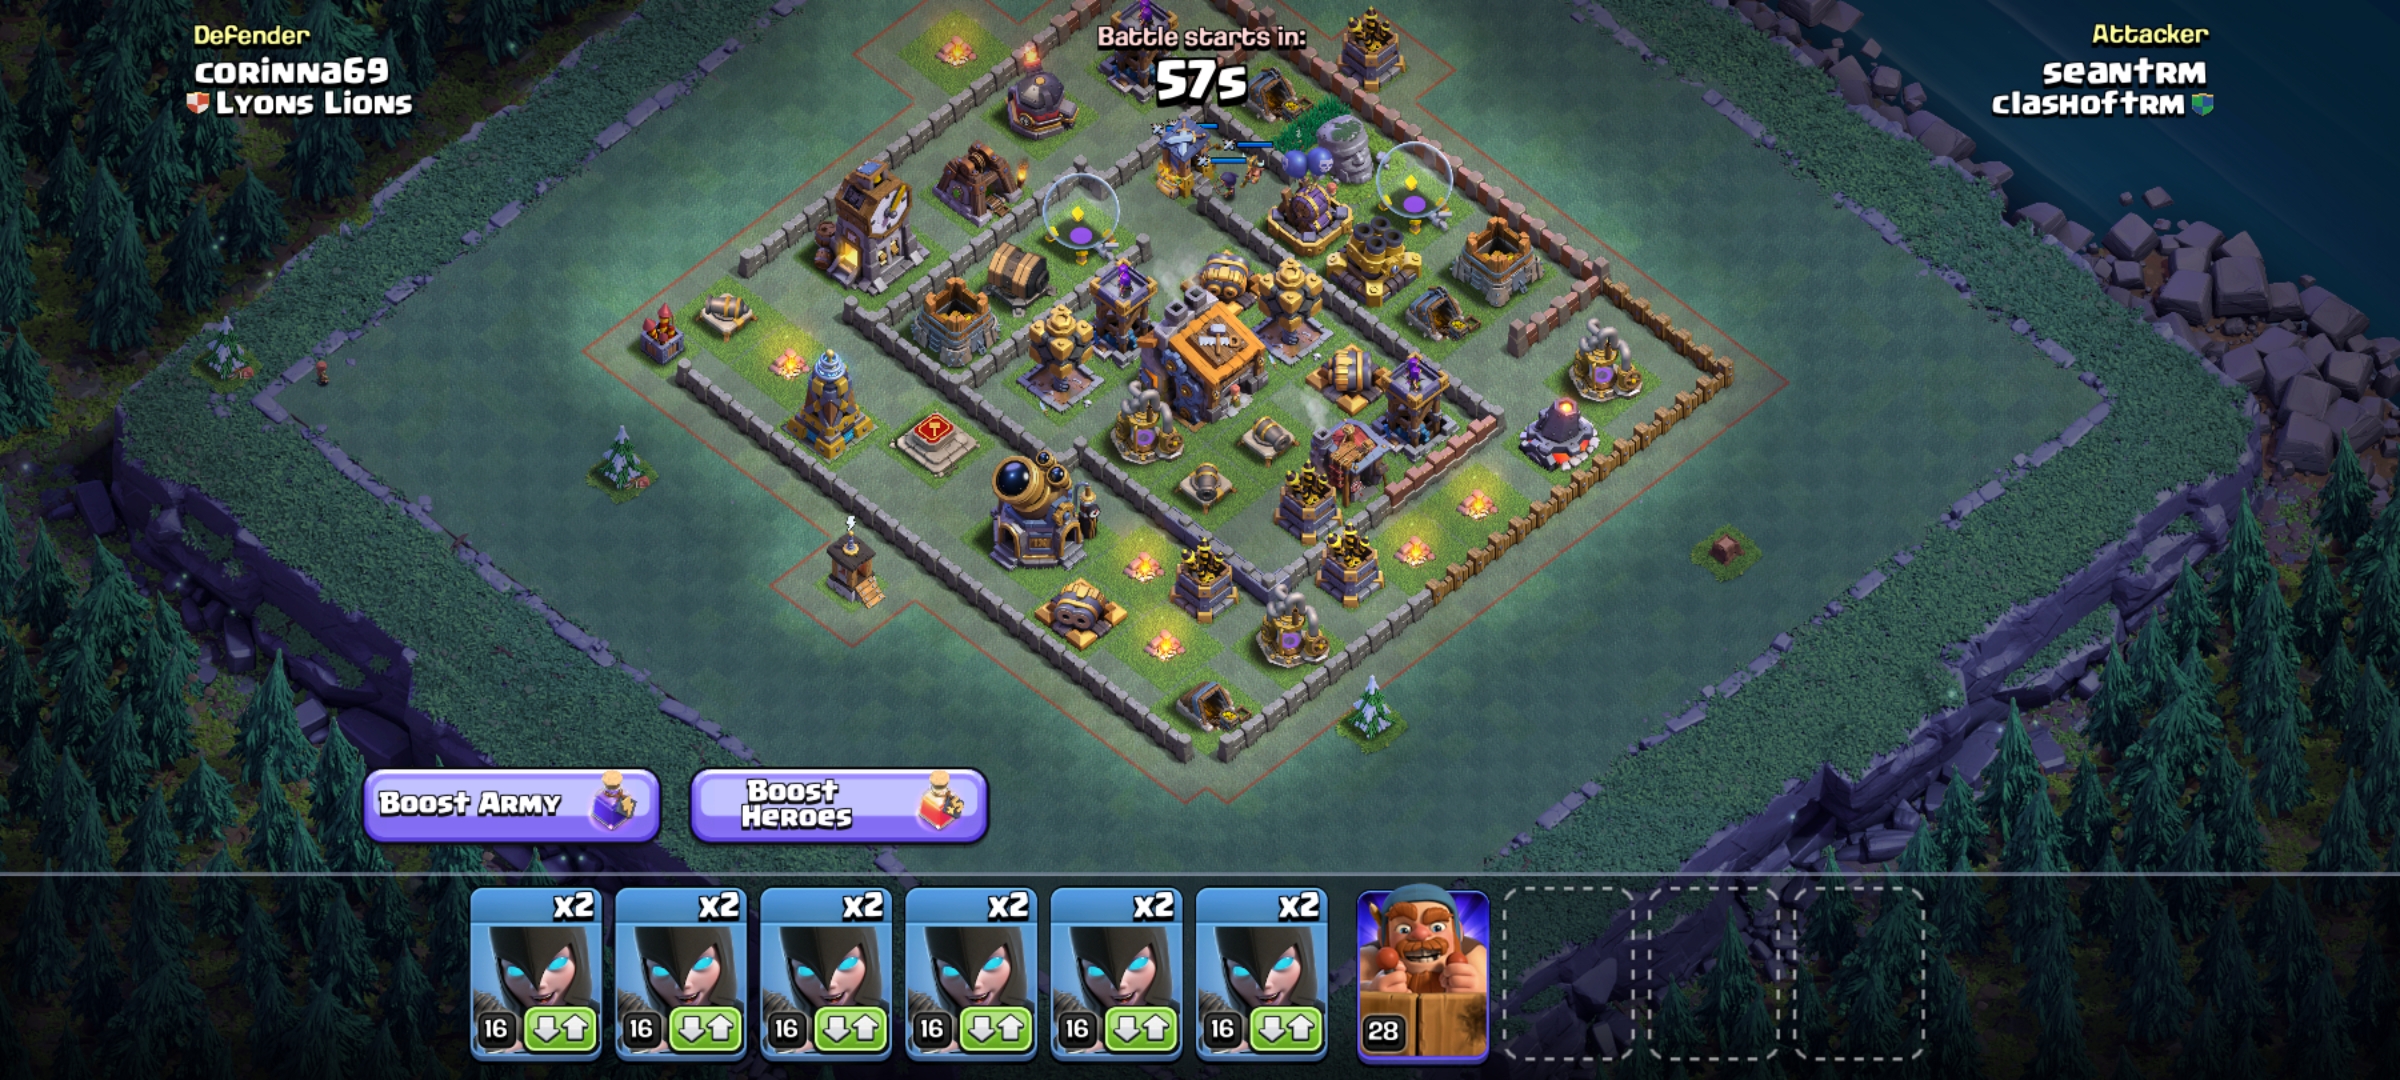 Defender
corinna69
Lyons Lions
Battle starts in:
57s
Attacker
seantrm
clashoftrm
Boost Army
Boost
Heroes
x2
x2
x2
x2
x2
x2
16
16
16
16
16
16
28